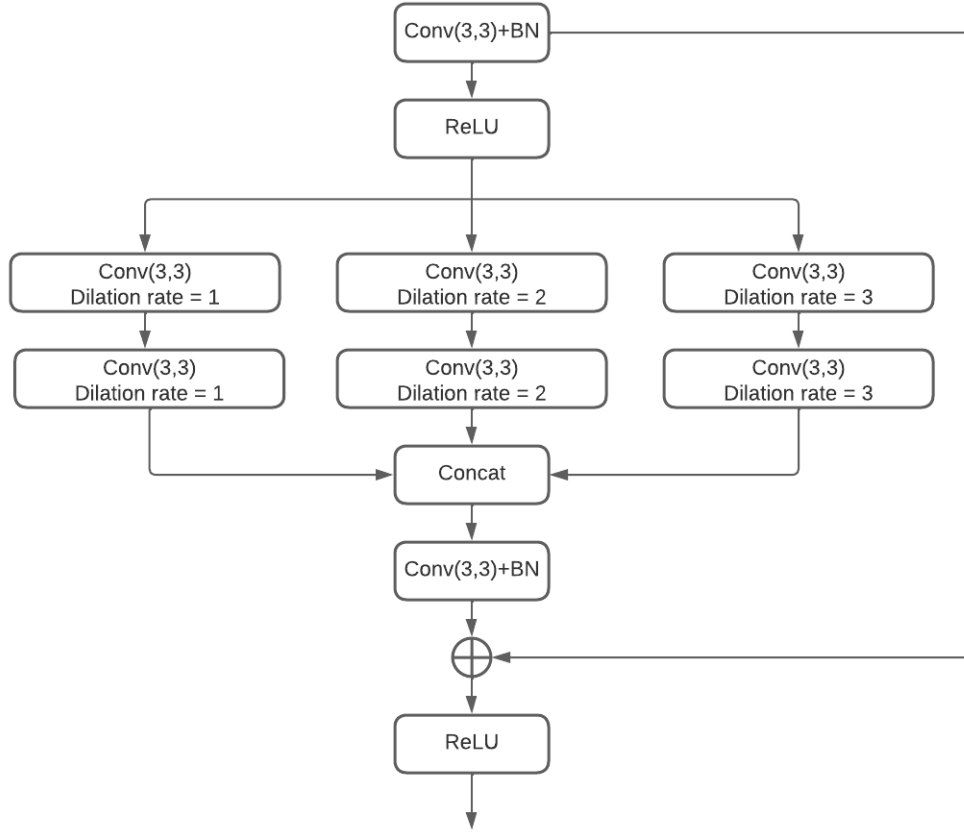 Conv(3,3)+BN
ReLU
Conv(3,3)
Dilation rate = 1
Conv(3,3)
Dilation rate = 2
Conv(3,3)
Dilation rate = 3
Conv(3,3)
Dilation rate = 1
Conv(3,3)
Dilation rate = 2
Conv(3,3)
Dilation rate = 3
Concat
Conv(3,3)+BN
ReLU